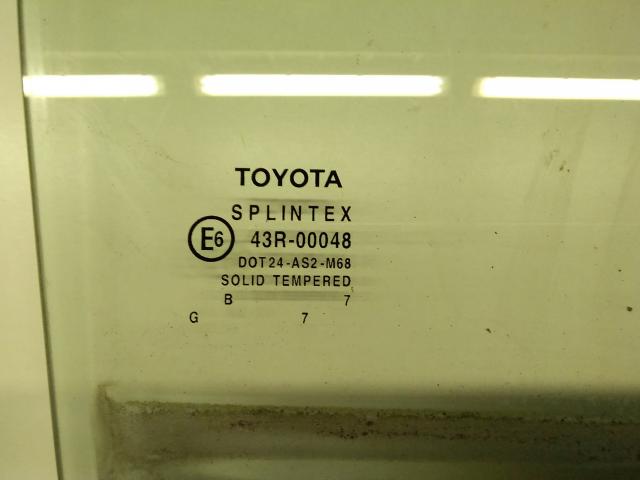 TOYOTA
SPLINTEX
E6 43R-00048
DOT24-AS2-M68
SOLID TEMPERED
B 7
G 7